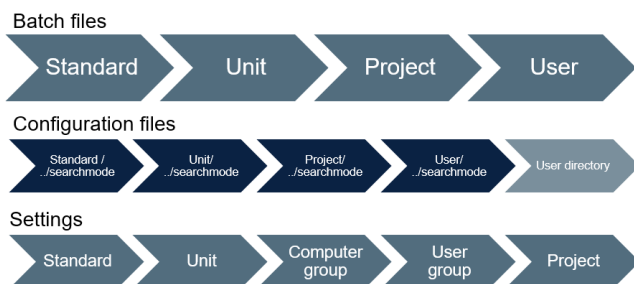 Batch files
Standard
Unit
Project
User
Configuration files
Standard /
../searchmode
Unit/
../searchmode
Project/
../searchmode
User/
../searchmode
User directory
Settings
Standard
Unit
Computer
group
User
group
Project